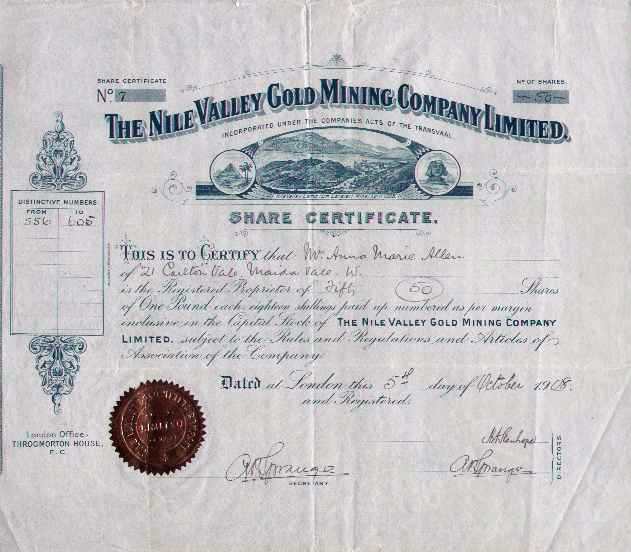 SHARE CERTIFICATE
Nº 7
Nº OF SHARES.
50
THE NILE VALLEY GOLD MINING COMPANY LIMITED.
INCORPORATED UNDER THE COMPANIES ACTS OF THE TRANSVAAL
SHARE CERTIFICATE.
DISTINCTIVE NUMBERS
FROM TO
556 605
THIS IS TO CERTIFY that Mrs Anna Marie Allen
of 21 Carlton Vale, Maida Vale. W.
is the Registered Proprietor of Fifty (50) Shares
of One Pound each, eighteen shillings paid up numbered as per margin
inclusive in the Capital Stock of THE NILE VALLEY GOLD MINING COMPANY
LIMITED. subject to the Rules and Regulations and Articles of
Association of the Company.
Dated at London this 5th day of October 1908.
and Registered.
London Office:-
THROGMORTON HOUSE,
E.C.
LIMITED
SECRETARY
DIRECTORS